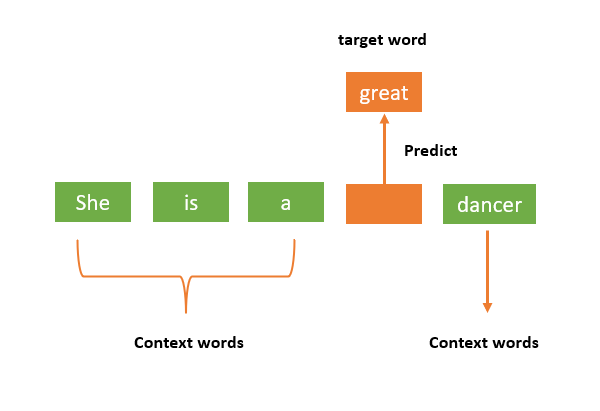 target word
great
Predict
She is a dancer
Context words Context words